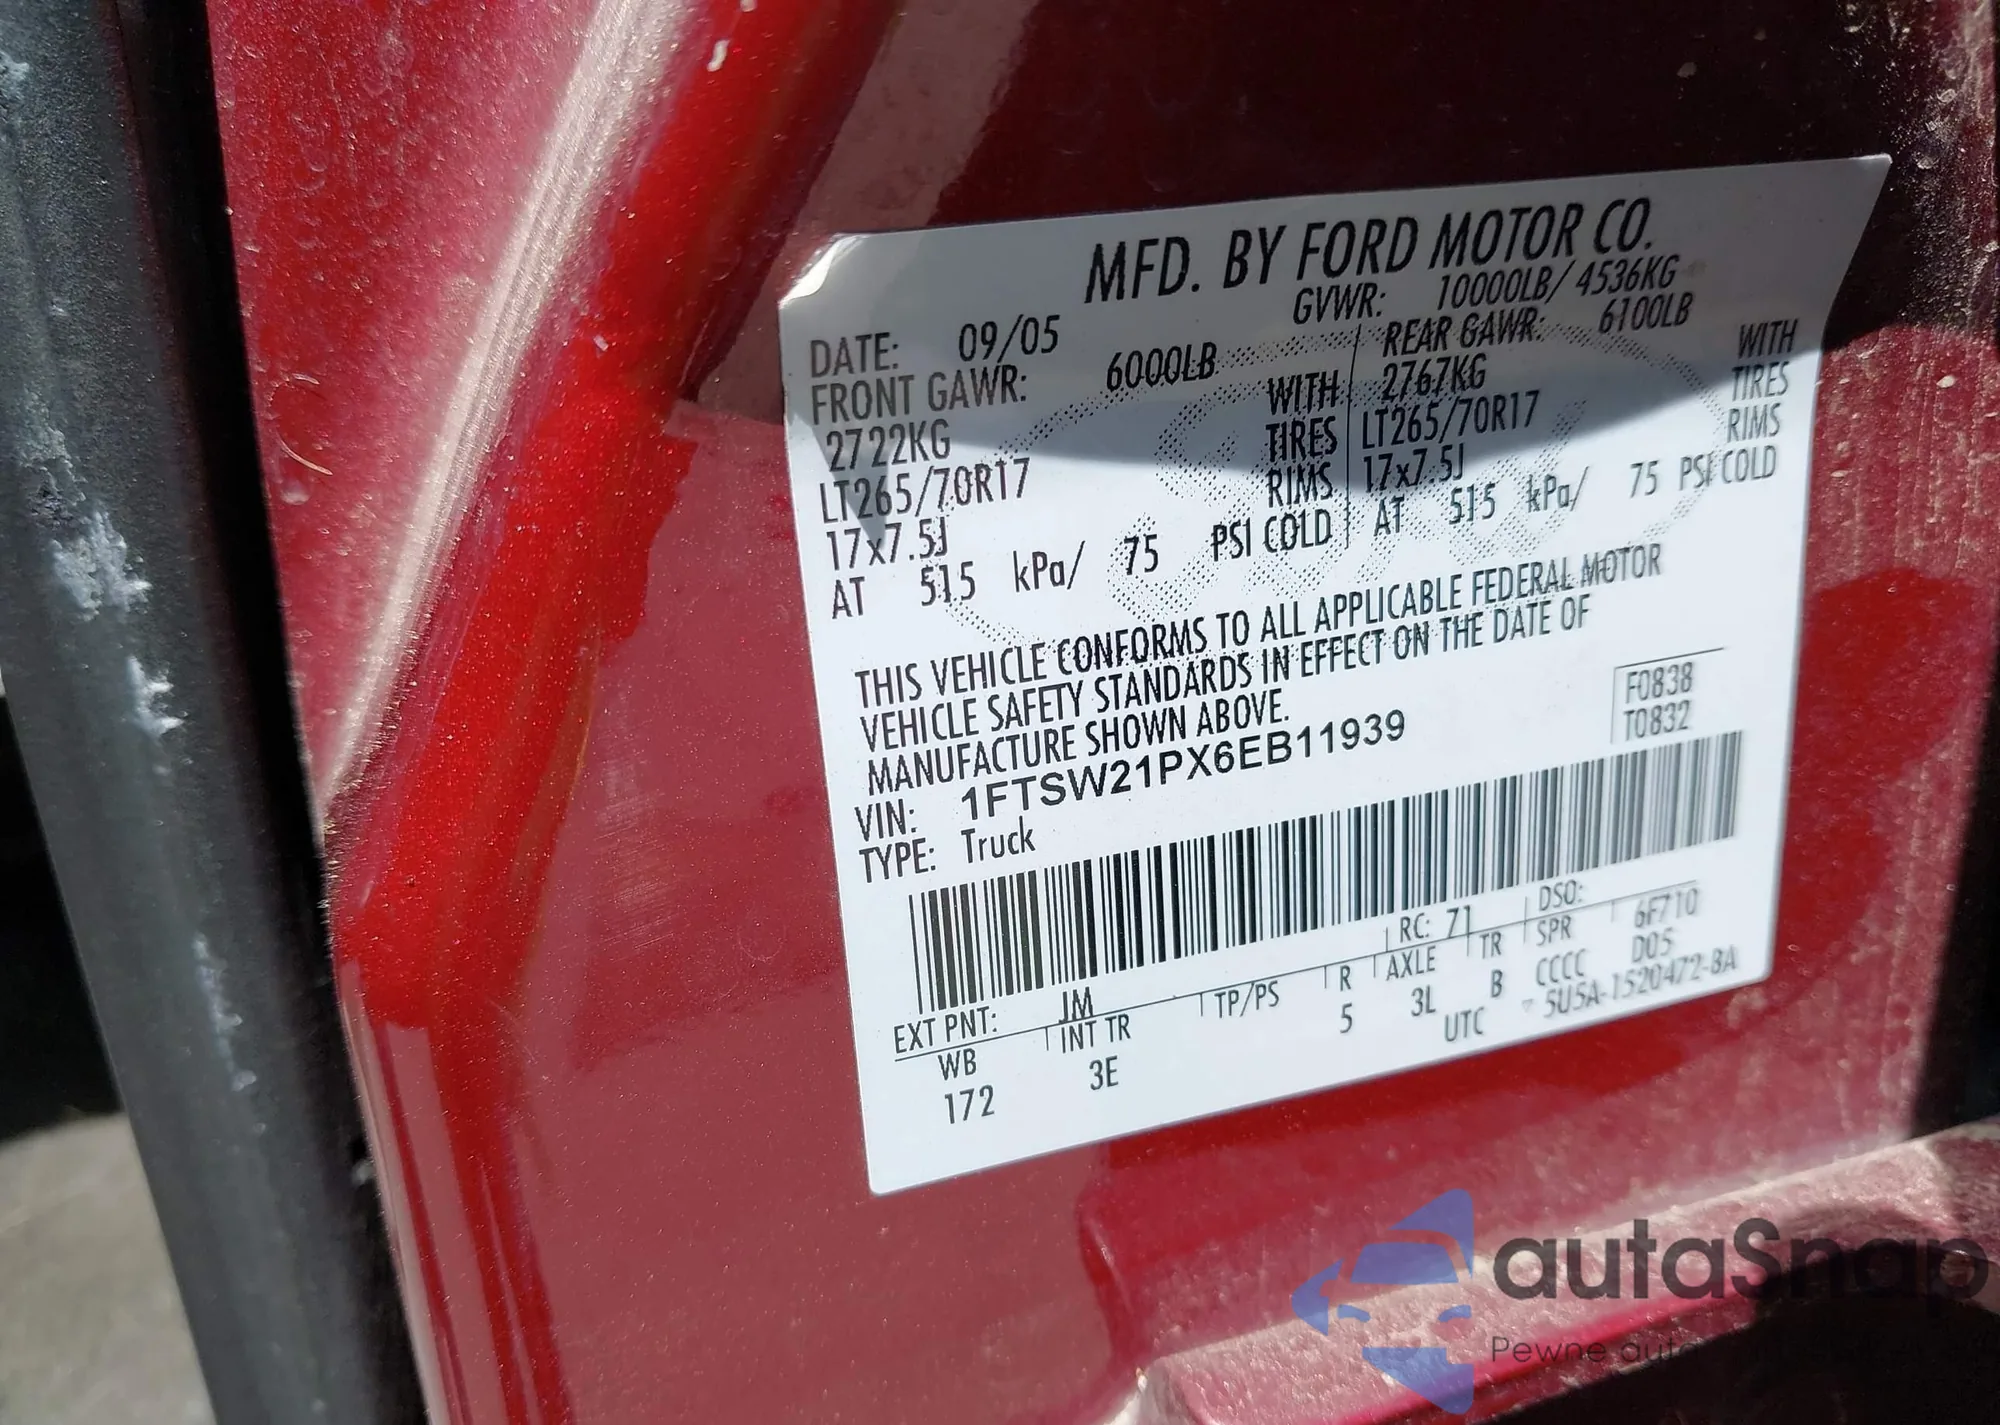 MFD. BY FORD MOTOR CO.
DATE: 09/05 GVWR: 10000LB/ 4536KG
FRONT GAWR: 6000LB REAR GAWR: 6100LB
2722KG WITH 2767KG WITH
LT265/70R17 TIRES LT265/70R17 TIRES
17x7.5J RIMS 17x7.5J RIMS
AT 515 kPa/ 75 PSI COLD AT 515 kPa/ 75 PSI COLD
THIS VEHICLE CONFORMS TO ALL APPLICABLE FEDERAL MOTOR
VEHICLE SAFETY STANDARDS IN EFFECT ON THE DATE OF
MANUFACTURE SHOWN ABOVE.
F0838
T0832
VIN: 1FTSW21PX6EB11939
TYPE: Truck
EXT PNT: JM RC: 71 DSO:
WB INT TR TP/PS R AXLE TR SPR 6F710
172 3E 5 3L B CCCC D05
UTC 5U5A-1520472-BA
autaSnap
Pewne auta